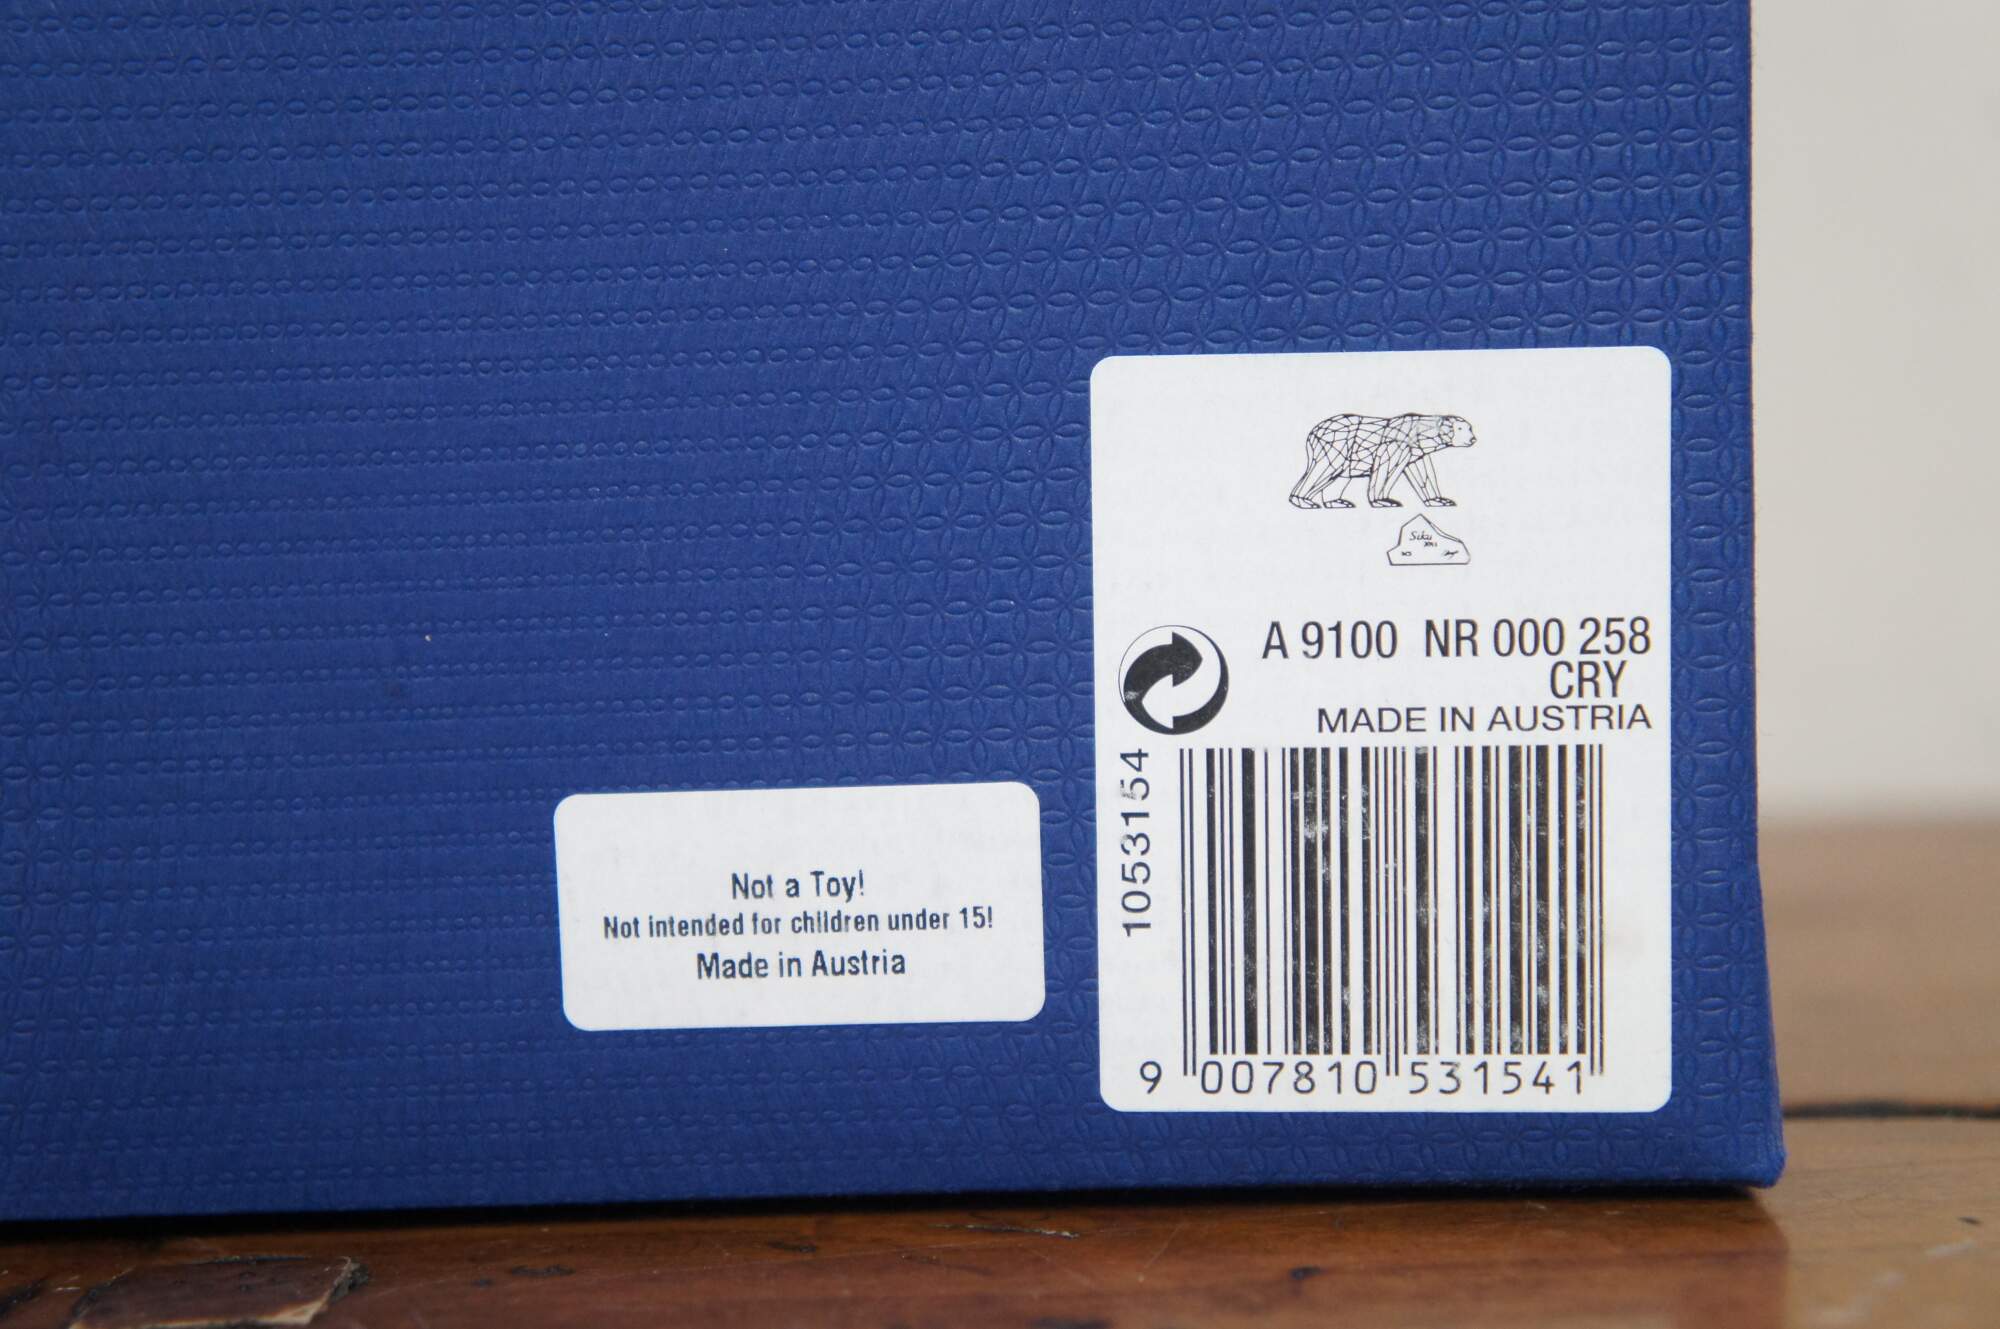 Siku
A 9100 NR 000 258
CRY
MADE IN AUSTRIA
1053154
9 007810 531541
Not a Toy!
Not intended for children under 15!
Made in Austria